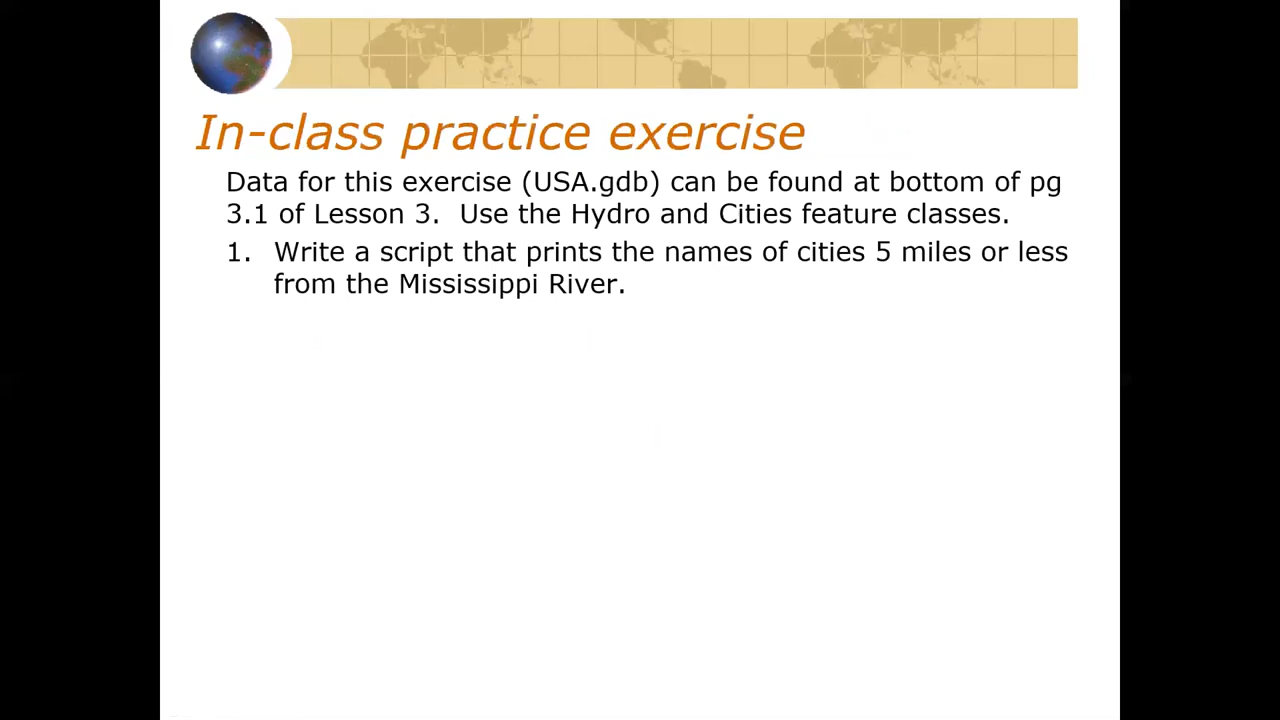 In-class practice exercise
Data for this exercise (USA.gdb) can be found at bottom of pg
3.1 of Lesson 3.  Use the Hydro and Cities feature classes.
1. Write a script that prints the names of cities 5 miles or less
from the Mississippi River.